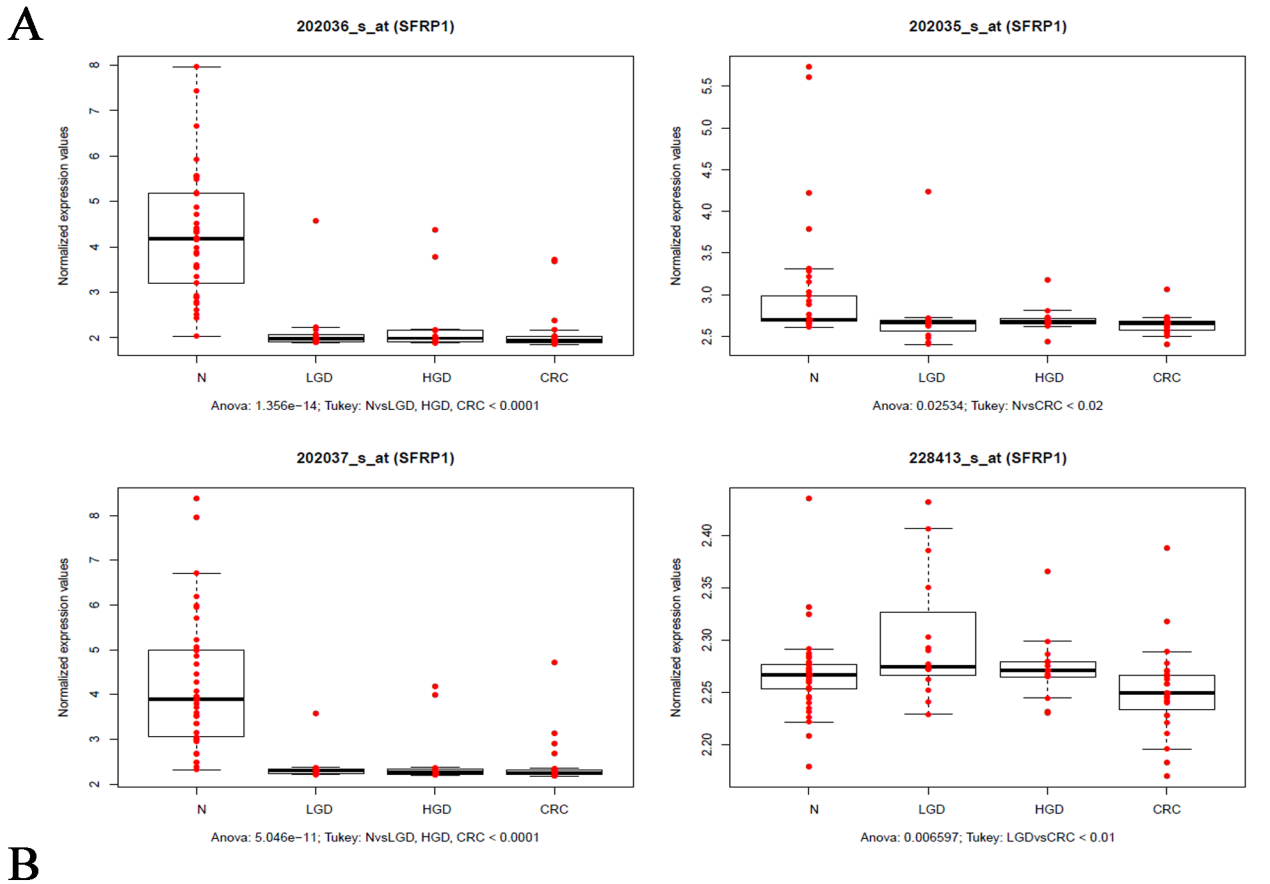 A
202036_s_at (SFRP1)
Normalized expression values
8
7
6
5
4
3
2
N LGD HGD CRC
Anova: 1.356e−14; Tukey: NvsLGD, HGD, CRC < 0.0001
202035_s_at (SFRP1)
Normalized expression values
5.5
5.0
4.5
4.0
3.5
3.0
2.5
N LGD HGD CRC
Anova: 0.02534; Tukey: NvsCRC < 0.02
202037_s_at (SFRP1)
Normalized expression values
8
7
6
5
4
3
2
N LGD HGD CRC
Anova: 5.046e−11; Tukey: NvsLGD, HGD, CRC < 0.0001
228413_s_at (SFRP1)
Normalized expression values
2.40
2.35
2.30
2.25
2.20
N LGD HGD CRC
Anova: 0.006597; Tukey: LGDvsCRC < 0.01
B